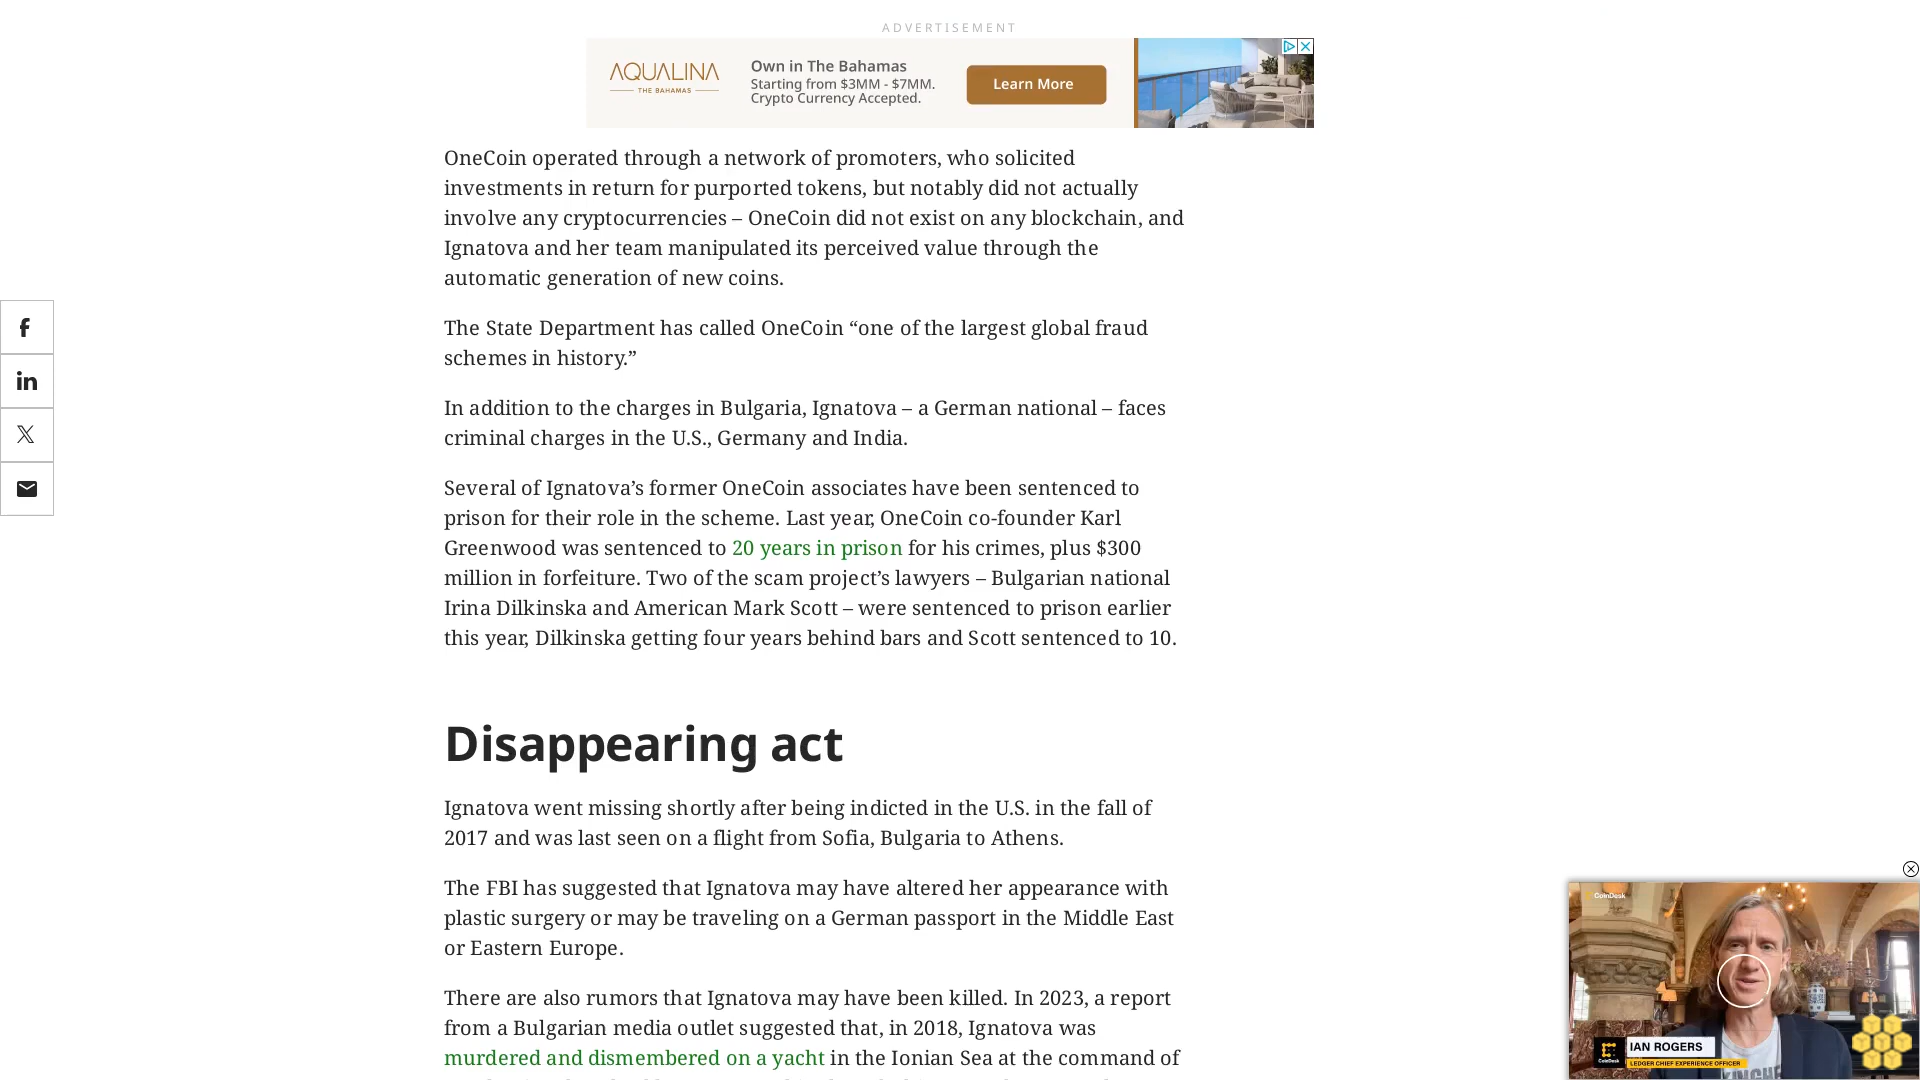 ADVERTISEMENT
AQUALINA
THE BAHAMAS
Own in The Bahamas
Starting from $3MM - $7MM.
Crypto Currency Accepted.
Learn More
OneCoin operated through a network of promoters, who solicited
investments in return for purported tokens, but notably did not actually
involve any cryptocurrencies – OneCoin did not exist on any blockchain, and
Ignatova and her team manipulated its perceived value through the
automatic generation of new coins.
The State Department has called OneCoin “one of the largest global fraud
schemes in history.”
In addition to the charges in Bulgaria, Ignatova – a German national – faces
criminal charges in the U.S., Germany and India.
Several of Ignatova’s former OneCoin associates have been sentenced to
prison for their role in the scheme. Last year, OneCoin co-founder Karl
Greenwood was sentenced to 20 years in prison for his crimes, plus $300
million in forfeiture. Two of the scam project’s lawyers – Bulgarian national
Irina Dilkinska and American Mark Scott – were sentenced to prison earlier
this year, Dilkinska getting four years behind bars and Scott sentenced to 10.
Disappearing act
Ignatova went missing shortly after being indicted in the U.S. in the fall of
2017 and was last seen on a flight from Sofia, Bulgaria to Athens.
The FBI has suggested that Ignatova may have altered her appearance with
plastic surgery or may be traveling on a German passport in the Middle East
or Eastern Europe.
There are also rumors that Ignatova may have been killed. In 2023, a report
from a Bulgarian media outlet suggested that, in 2018, Ignatova was
murdered and dismembered on a yacht in the Ionian Sea at the command of
CoinDesk
CoinDesk
IAN ROGERS
LEDGER CHIEF EXPERIENCE OFFICER